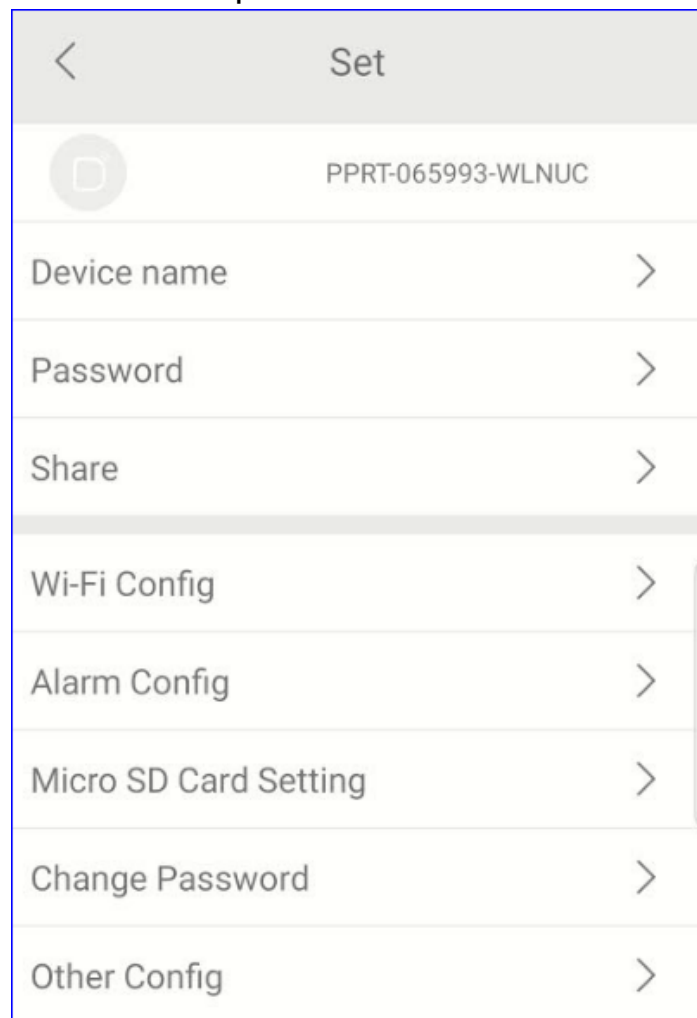 Set
PPRT-065993-WLNUC
Device name
Password
Share
Wi-Fi Config
Alarm Config
Micro SD Card Setting
Change Password
Other Config